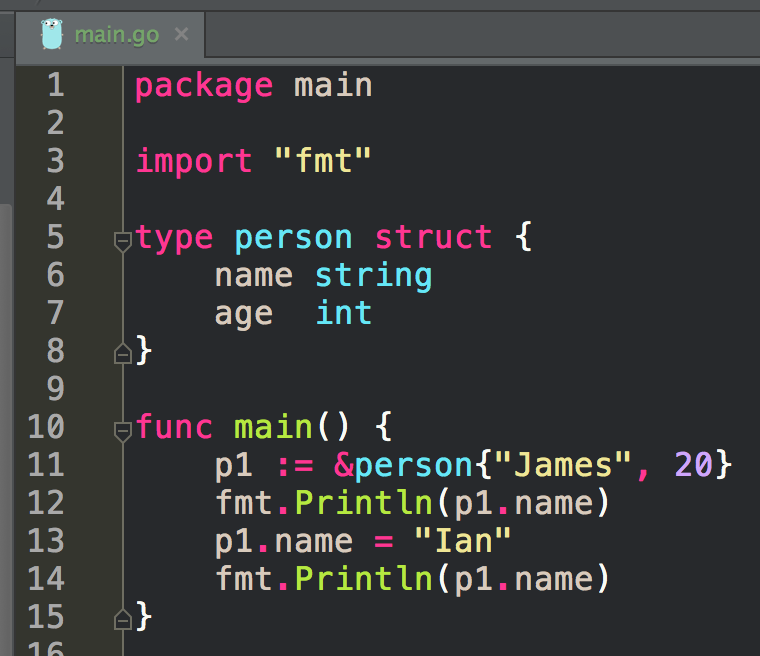 main.go ×
1 package main
2
3 import "fmt"
4
5 type person struct {
6     name string
7     age  int
8 }
9
10 func main() {
11     p1 := &person{"James", 20}
12     fmt.Println(p1.name)
13     p1.name = "Ian"
14     fmt.Println(p1.name)
15 }
16